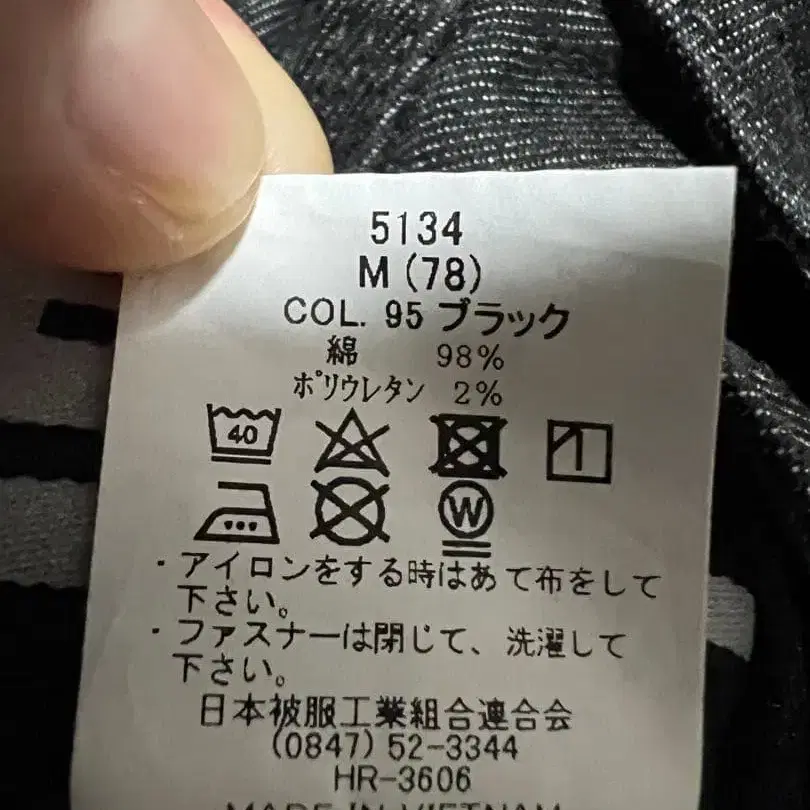 5134
M (78)
COL. 95 ブラック
綿 98%
ポリウレタン 2%
40
W
・アイロンをする時はあて布をして
下さい。
・ファスナーは閉じて、洗濯して
下さい。
日本被服工業組合連合会
(0847) 52-3344
HR-3606
MADE IN VIETNAM